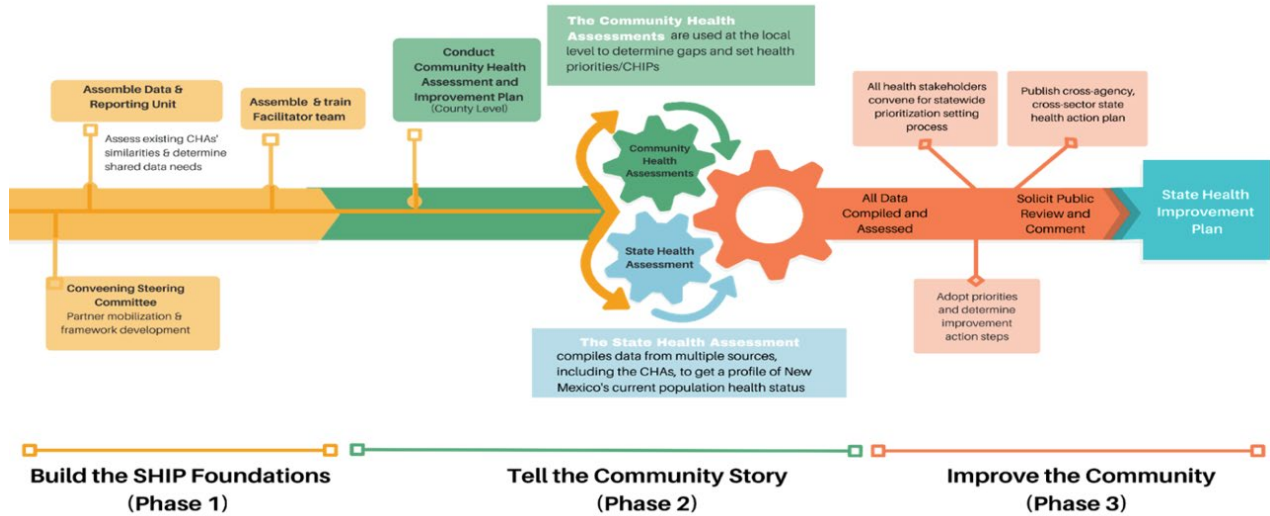 Assemble Data &
Reporting Unit
Assess existing CHAs'
similarities & determine
shared data needs
Assemble & train
Facilitator team
Convening Steering
Committee
Partner mobilization &
framework development
Conduct
Community Health
Assessment and
Improvement Plan
(County Level)
The Community Health
Assessments are used at the local
level to determine gaps and set health
priorities/CHIPs
Community
Health
Assessments
State Health
Assessment
The State Health Assessment
compiles data from multiple sources,
including the CHAs, to get a profile of New
Mexico's current population health status
All Data
Compiled and
Assessed
All health stakeholders
convene for statewide
prioritization setting
process
Adopt priorities
and determine
improvement
action steps
Publish cross-agency,
cross-sector state
health action plan
Solicit Public
Review and
Comment
State Health
Improvement
Plan
Build the SHIP Foundations
(Phase 1)
Tell the Community Story
(Phase 2)
Improve the Community
(Phase 3)